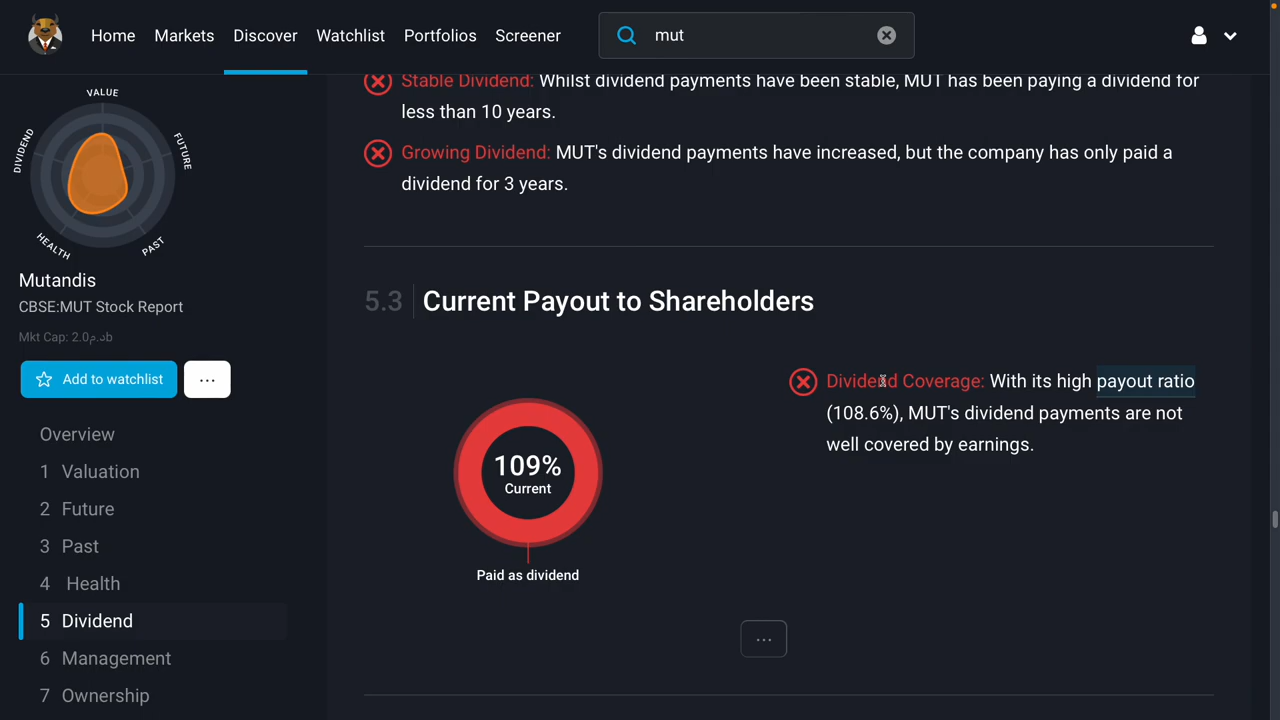 Home Markets Discover Watchlist Portfolios Screener mut
VALUE
FUTURE
PAST
HEALTH
DIVIDEND
Mutandis
CBSE:MUT Stock Report
Mkt Cap: د.م2.0b
Add to watchlist ...
Overview
1 Valuation
2 Future
3 Past
4 Health
5 Dividend
6 Management
7 Ownership
Stable Dividend: Whilst dividend payments have been stable, MUT has been paying a dividend for
less than 10 years.
Growing Dividend: MUT's dividend payments have increased, but the company has only paid a
dividend for 3 years.
5.3 Current Payout to Shareholders
109%
Current
Paid as dividend
Dividend Coverage: With its high payout ratio
(108.6%), MUT's dividend payments are not
well covered by earnings.
...